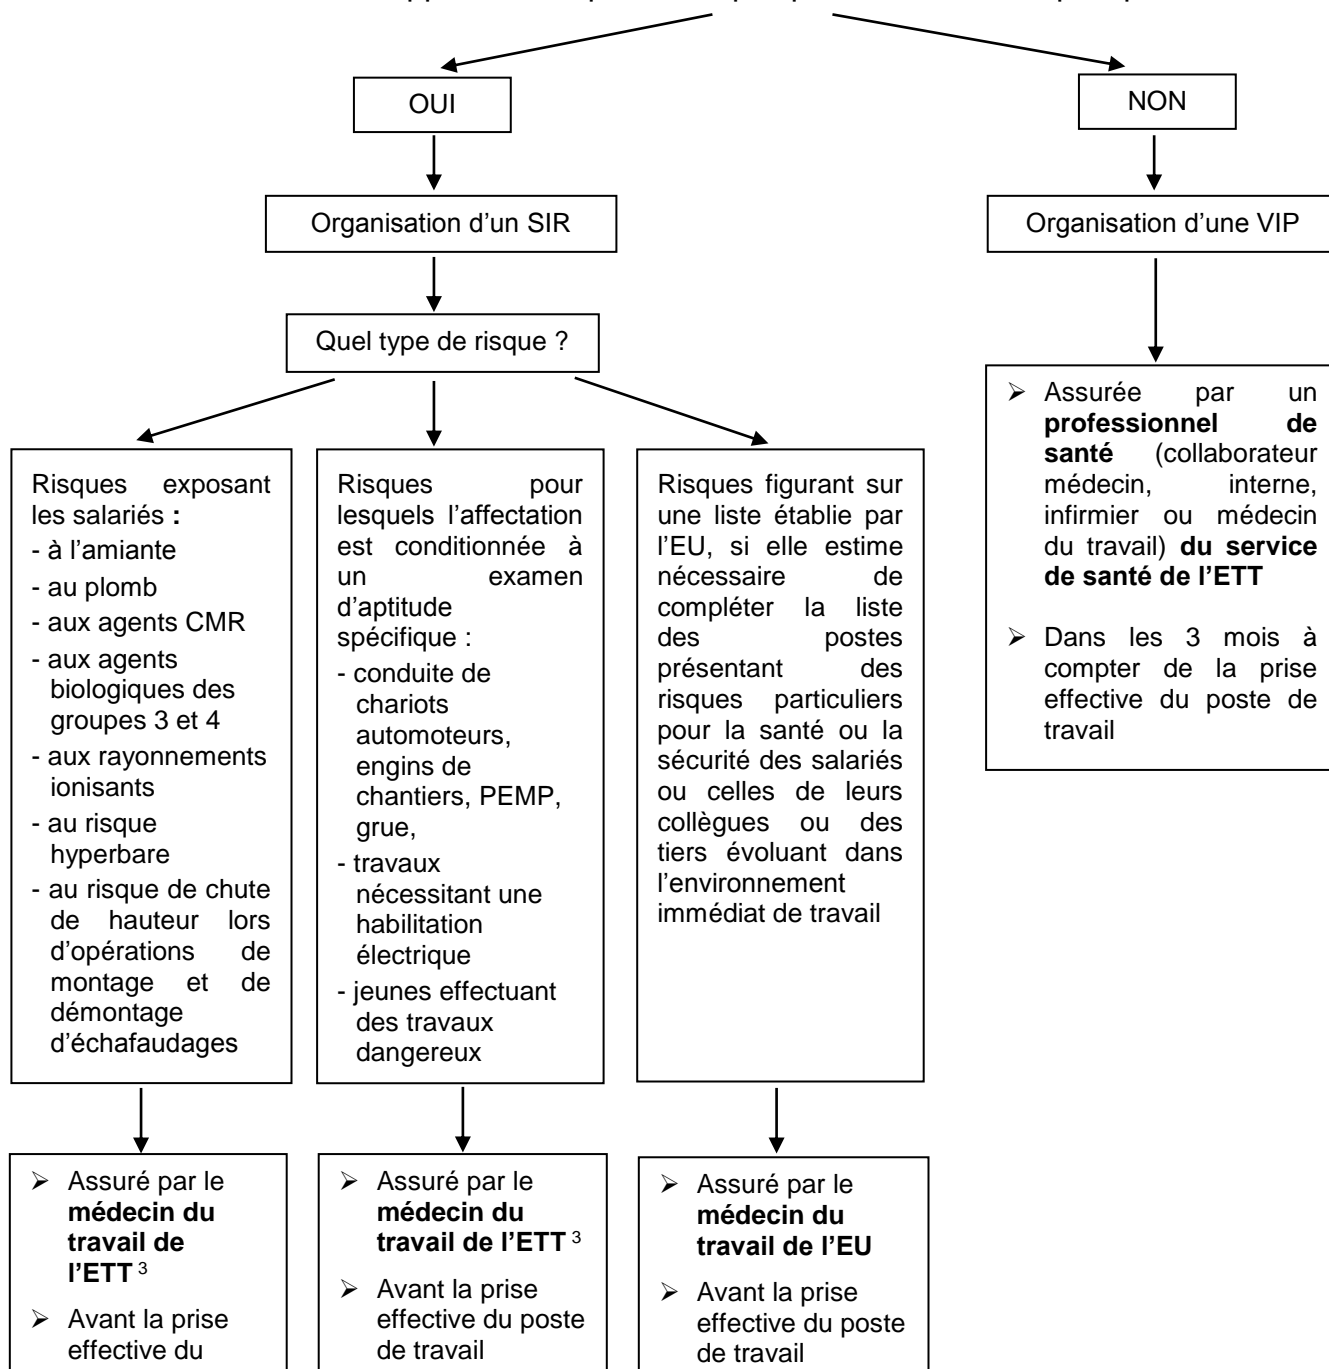 OUI
NON
Organisation d’un SIR
Organisation d’une VIP
Quel type de risque ?
Risques exposant
les salariés :
- à l’amiante
- au plomb
- aux agents CMR
- aux agents
biologiques des
groupes 3 et 4
- aux rayonnements
ionisants
- au risque
hyperbare
- au risque de chute
de hauteur lors
d’opérations de
montage et de
démontage
d’échafaudages
Risques pour
lesquels l’affectation
est conditionnée à
un examen
d’aptitude
spécifique :
- conduite de
chariots
automoteurs,
engins de
chantiers, PEMP,
grue,
- travaux
nécessitant une
habilitation
électrique
- jeunes effectuant
des travaux
dangereux
Risques figurant sur
une liste établie par
l’EU, si elle estime
nécessaire de
compléter la liste
des postes
présentant des
risques particuliers
pour la santé ou la
sécurité des salariés
ou celles de leurs
collègues ou des
tiers évoluant dans
l’environnement
immédiat de travail
➢ Assurée par un
professionnel de
santé (collaborateur
médecin, interne,
infirmier ou médecin
du travail) du service
de santé de l’ETT
➢ Dans les 3 mois à
compter de la prise
effective du poste de
travail
➢ Assuré par le
médecin du
travail de
l’ETT ³
➢ Avant la prise
effective du
➢ Assuré par le
médecin du
travail de l’ETT ³
➢ Avant la prise
effective du poste
de travail
➢ Assuré par le
médecin du
travail de l’EU
➢ Avant la prise
effective du poste
de travail